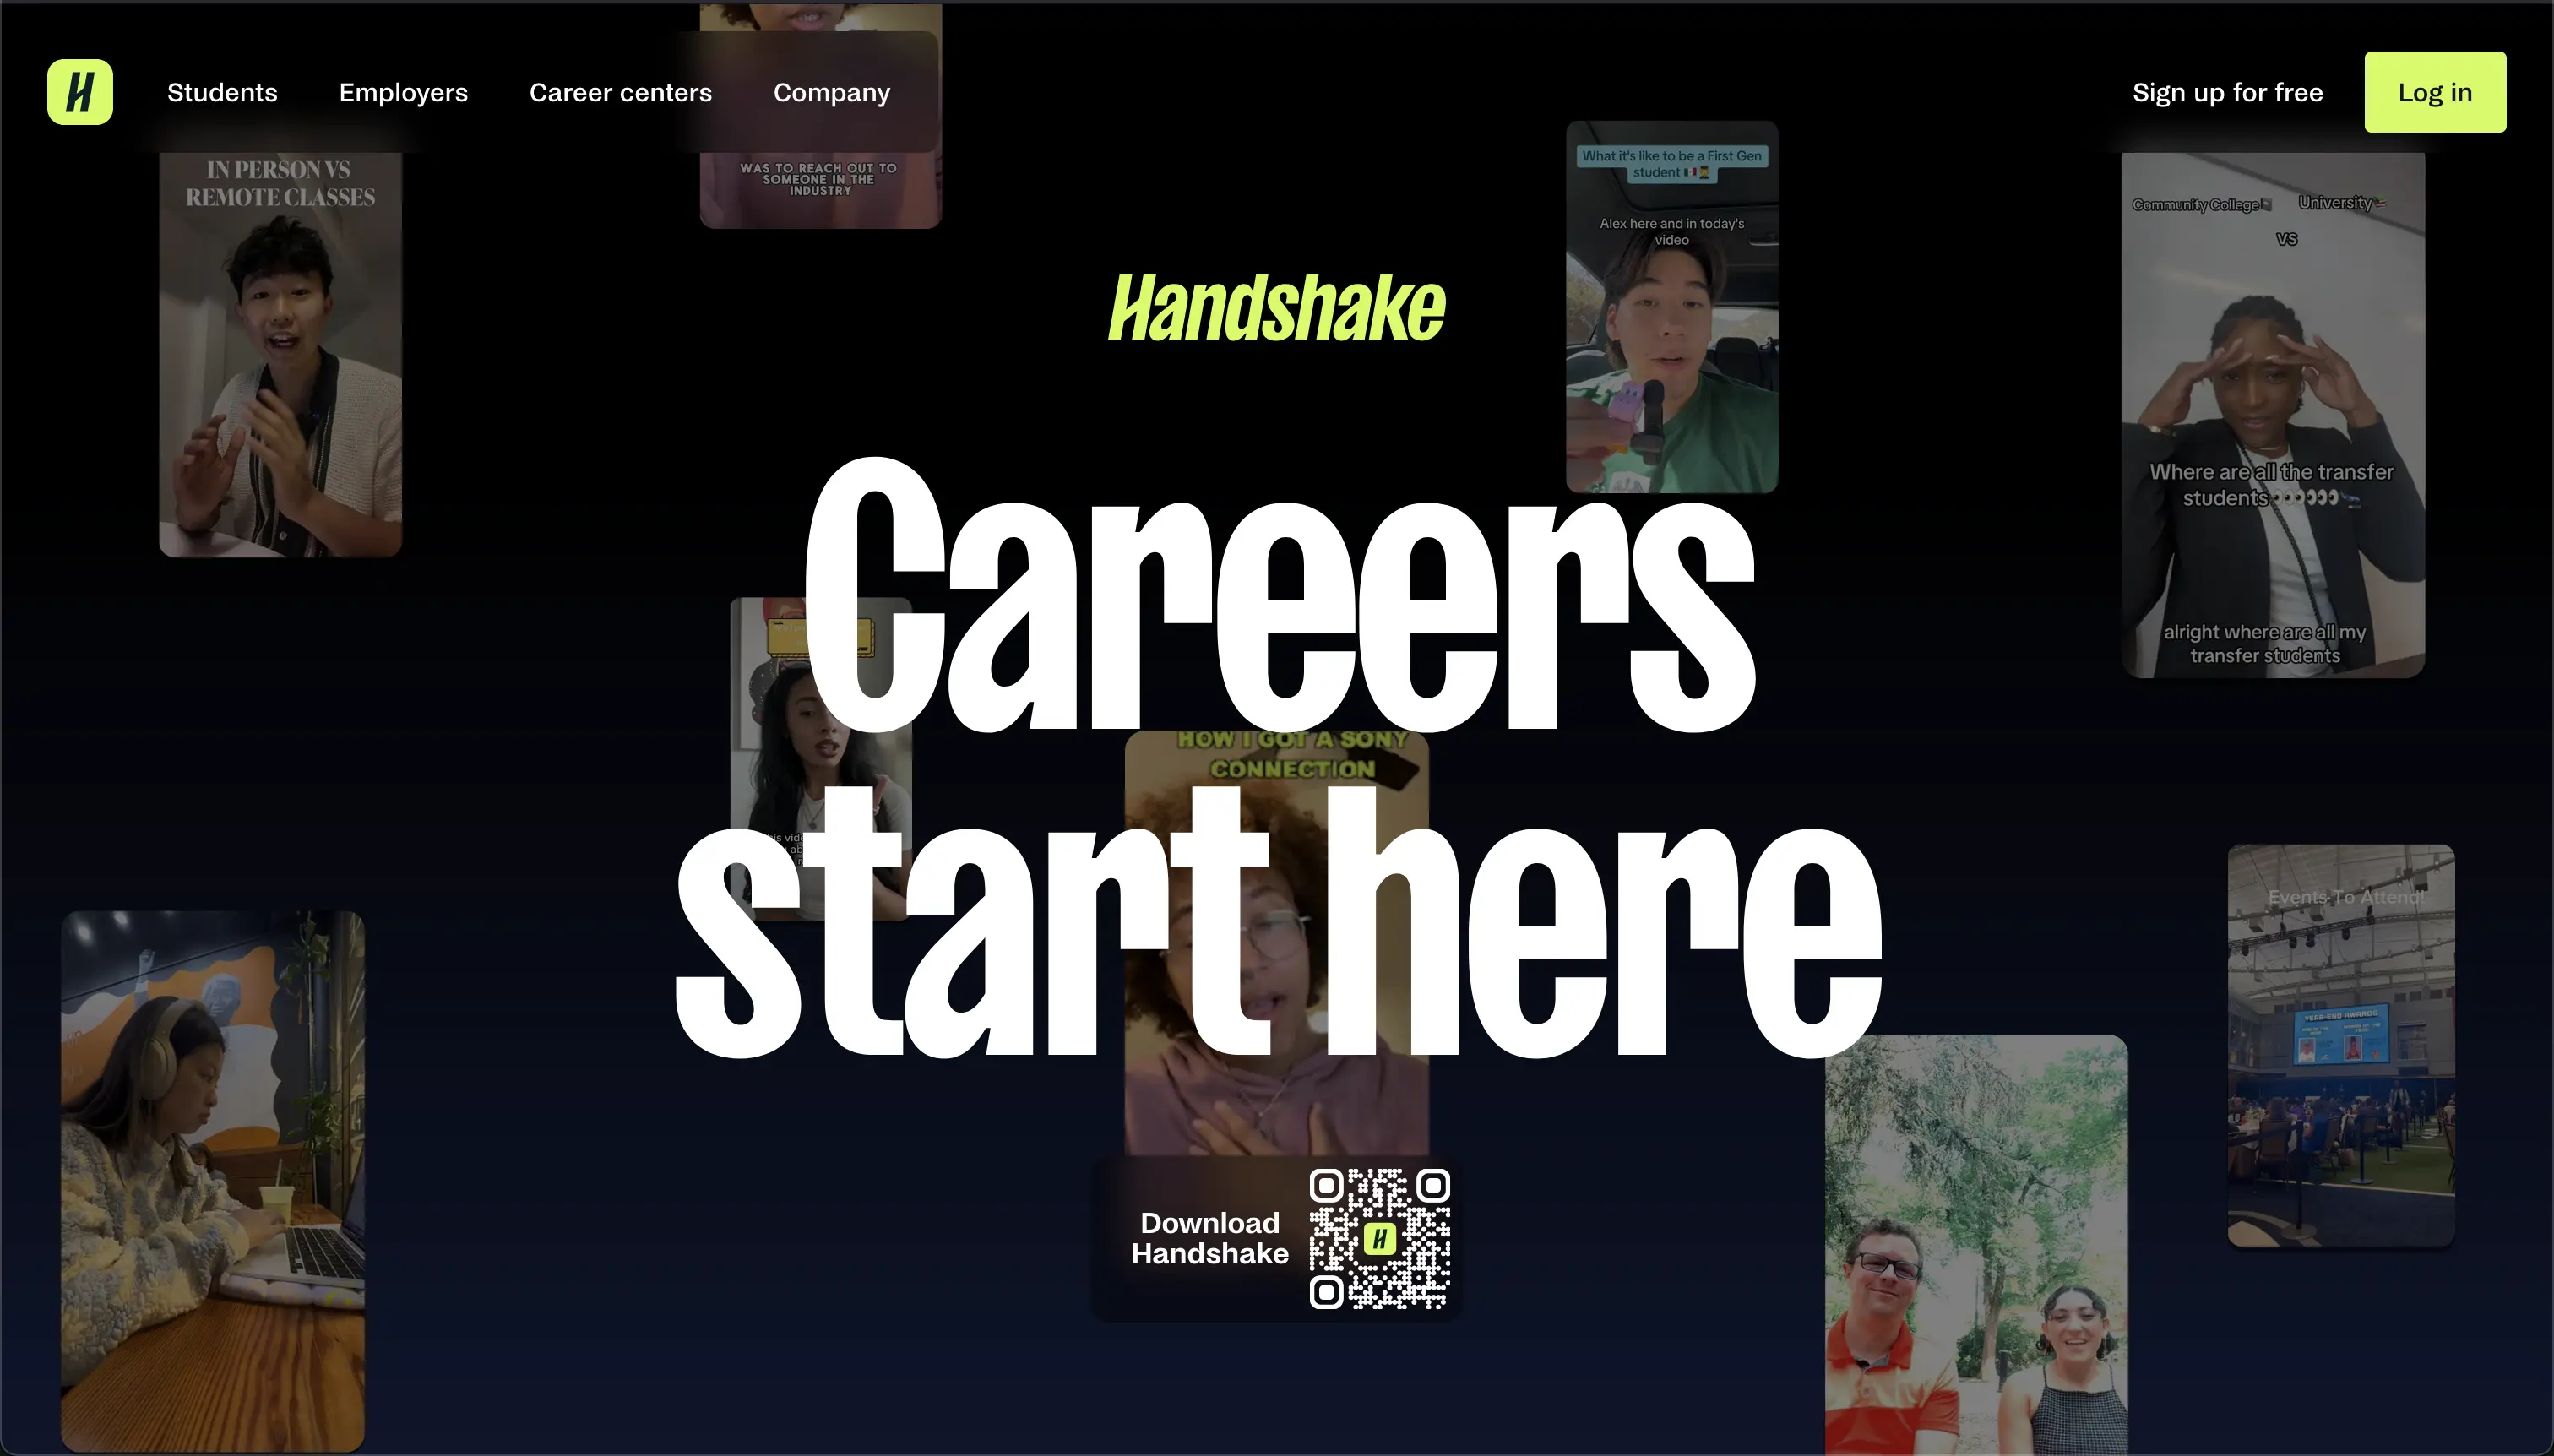 Students
Employers
Career centers
Company
Sign up for free
Log in
IN PERSON VS
REMOTE CLASSES
WAS TO REACH OUT TO
SOMEONE IN THE
INDUSTRY
What it's like to be a First Gen
student
Alex here and in today's
video
Community College
University
VS
Where are all the transfer
students
alright where are all my
transfer students
Handshake
Careers
start here
HOW I GOT A SONY
CONNECTION
Events To Attend!
YEAR-END AWARDS
Download
Handshake